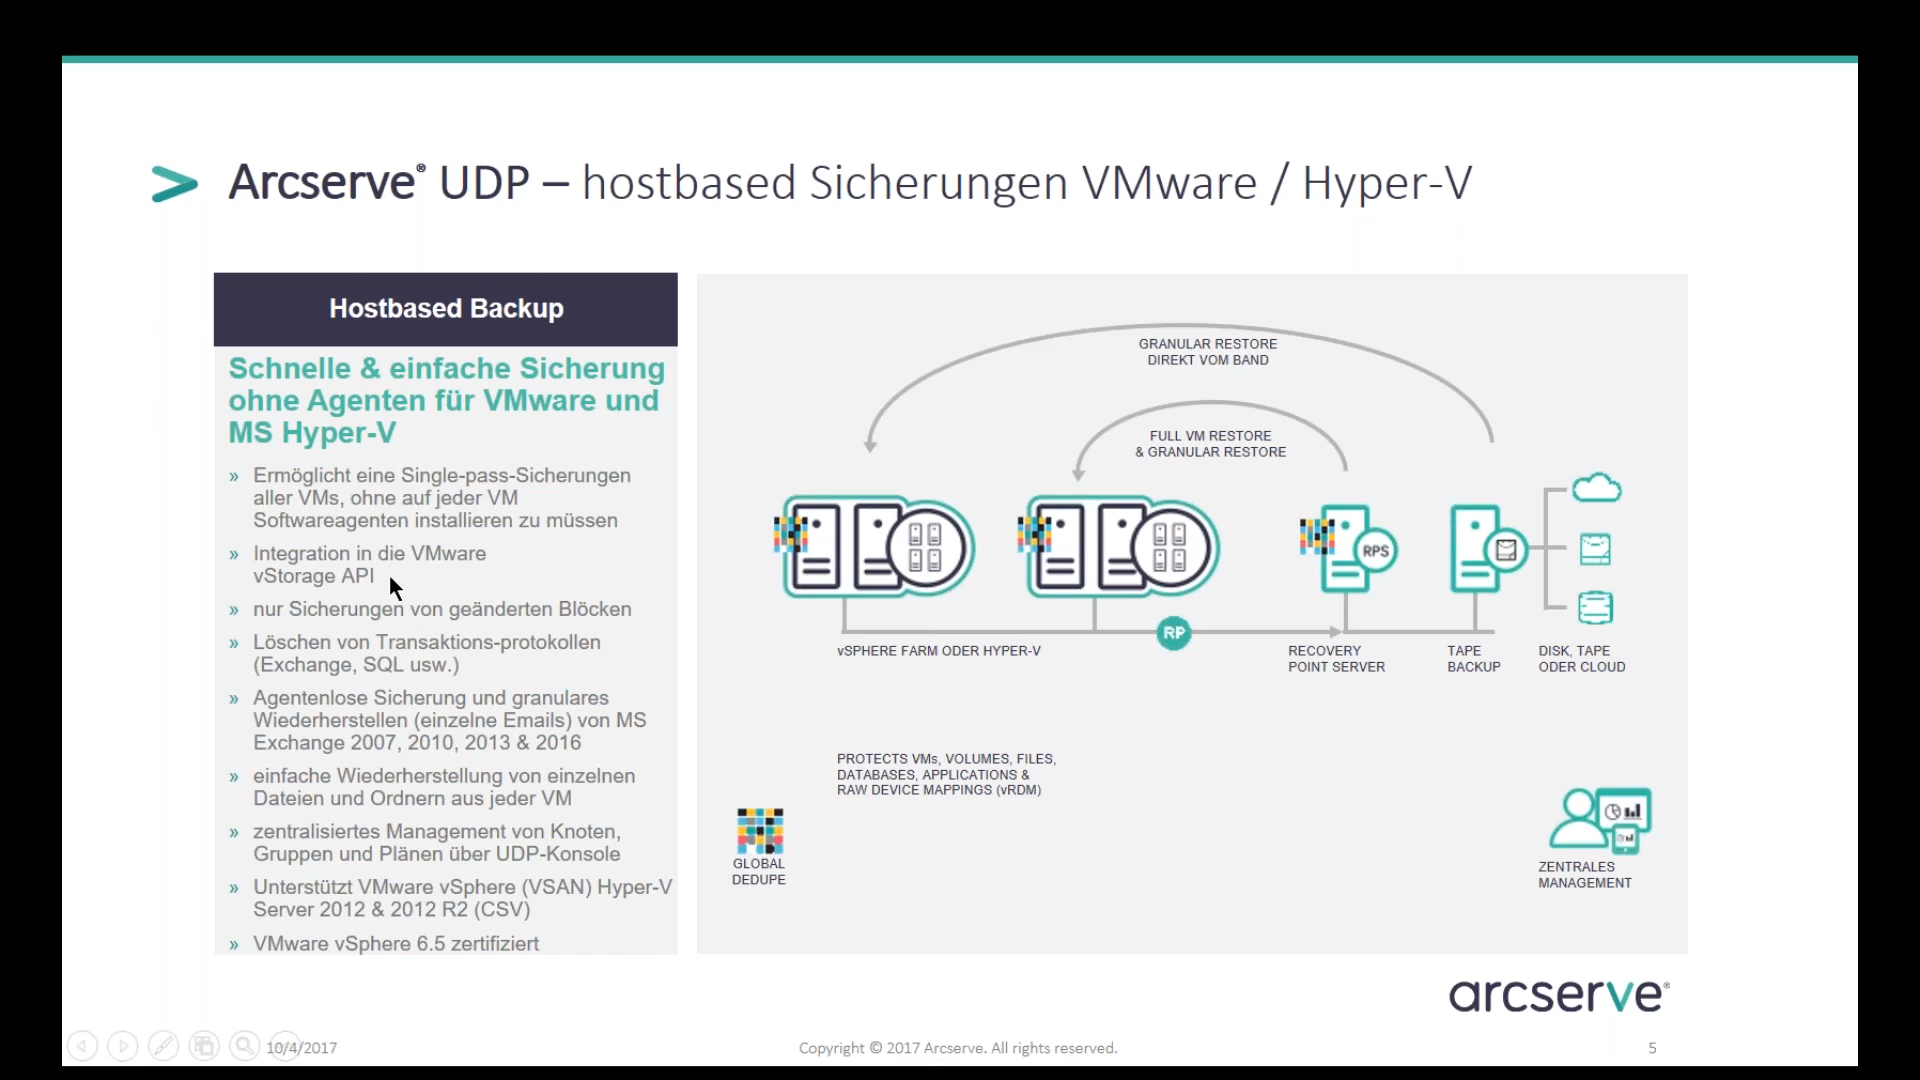 Arcserve® UDP – hostbased Sicherungen VMware / Hyper-V
Hostbased Backup
Schnelle & einfache Sicherung
ohne Agenten für VMware und
MS Hyper-V
» Ermöglicht eine Single-pass-Sicherungen
aller VMs, ohne auf jeder VM
Softwareagenten installieren zu müssen
» Integration in die VMware
vStorage API
» nur Sicherungen von geänderten Blöcken
» Löschen von Transaktions-protokollen
(Exchange, SQL usw.)
» Agentenlose Sicherung und granulares
Wiederherstellen (einzelne Emails) von MS
Exchange 2007, 2010, 2013 & 2016
» einfache Wiederherstellung von einzelnen
Dateien und Ordnern aus jeder VM
» zentralisiertes Management von Knoten,
Gruppen und Plänen über UDP-Konsole
» Unterstützt VMware vSphere (VSAN) Hyper-V
Server 2012 & 2012 R2 (CSV)
» VMware vSphere 6.5 zertifiziert
GRANULAR RESTORE
DIREKT VOM BAND
FULL VM RESTORE
& GRANULAR RESTORE
RPS
RP
vSPHERE FARM ODER HYPER-V
RECOVERY
POINT SERVER
TAPE
BACKUP
DISK, TAPE
ODER CLOUD
PROTECTS VMs, VOLUMES, FILES,
DATABASES, APPLICATIONS &
RAW DEVICE MAPPINGS (vRDM)
GLOBAL
DEDUPE
ZENTRALES
MANAGEMENT
arcserve®
10/4/2017
Copyright © 2017 Arcserve. All rights reserved.
5